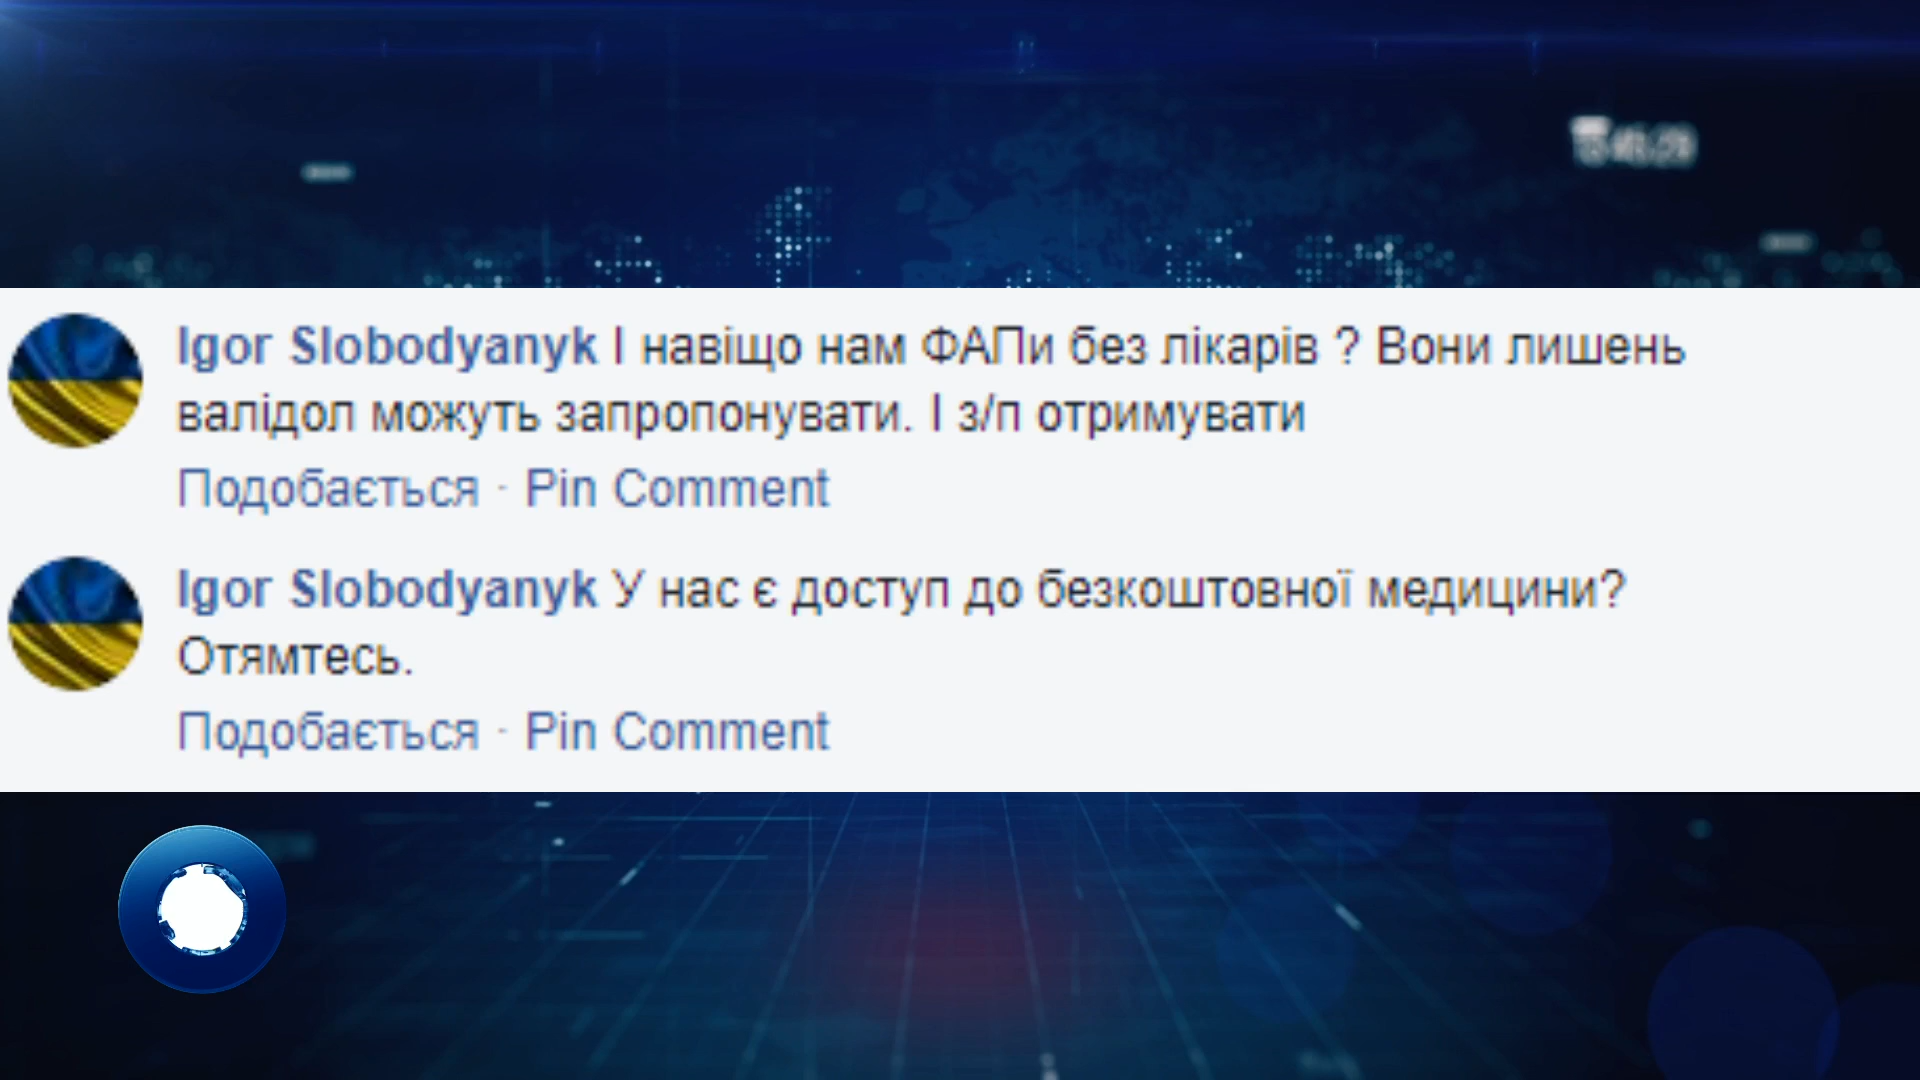 Igor Slobodyanyk І навіщо нам ФАПи без лікарів ? Вони лишень
валідол можуть запропонувати. І з/п отримувати
Подобається · Pin Comment
Igor Slobodyanyk У нас є доступ до безкоштовної медицини?
Отямтесь.
Подобається · Pin Comment